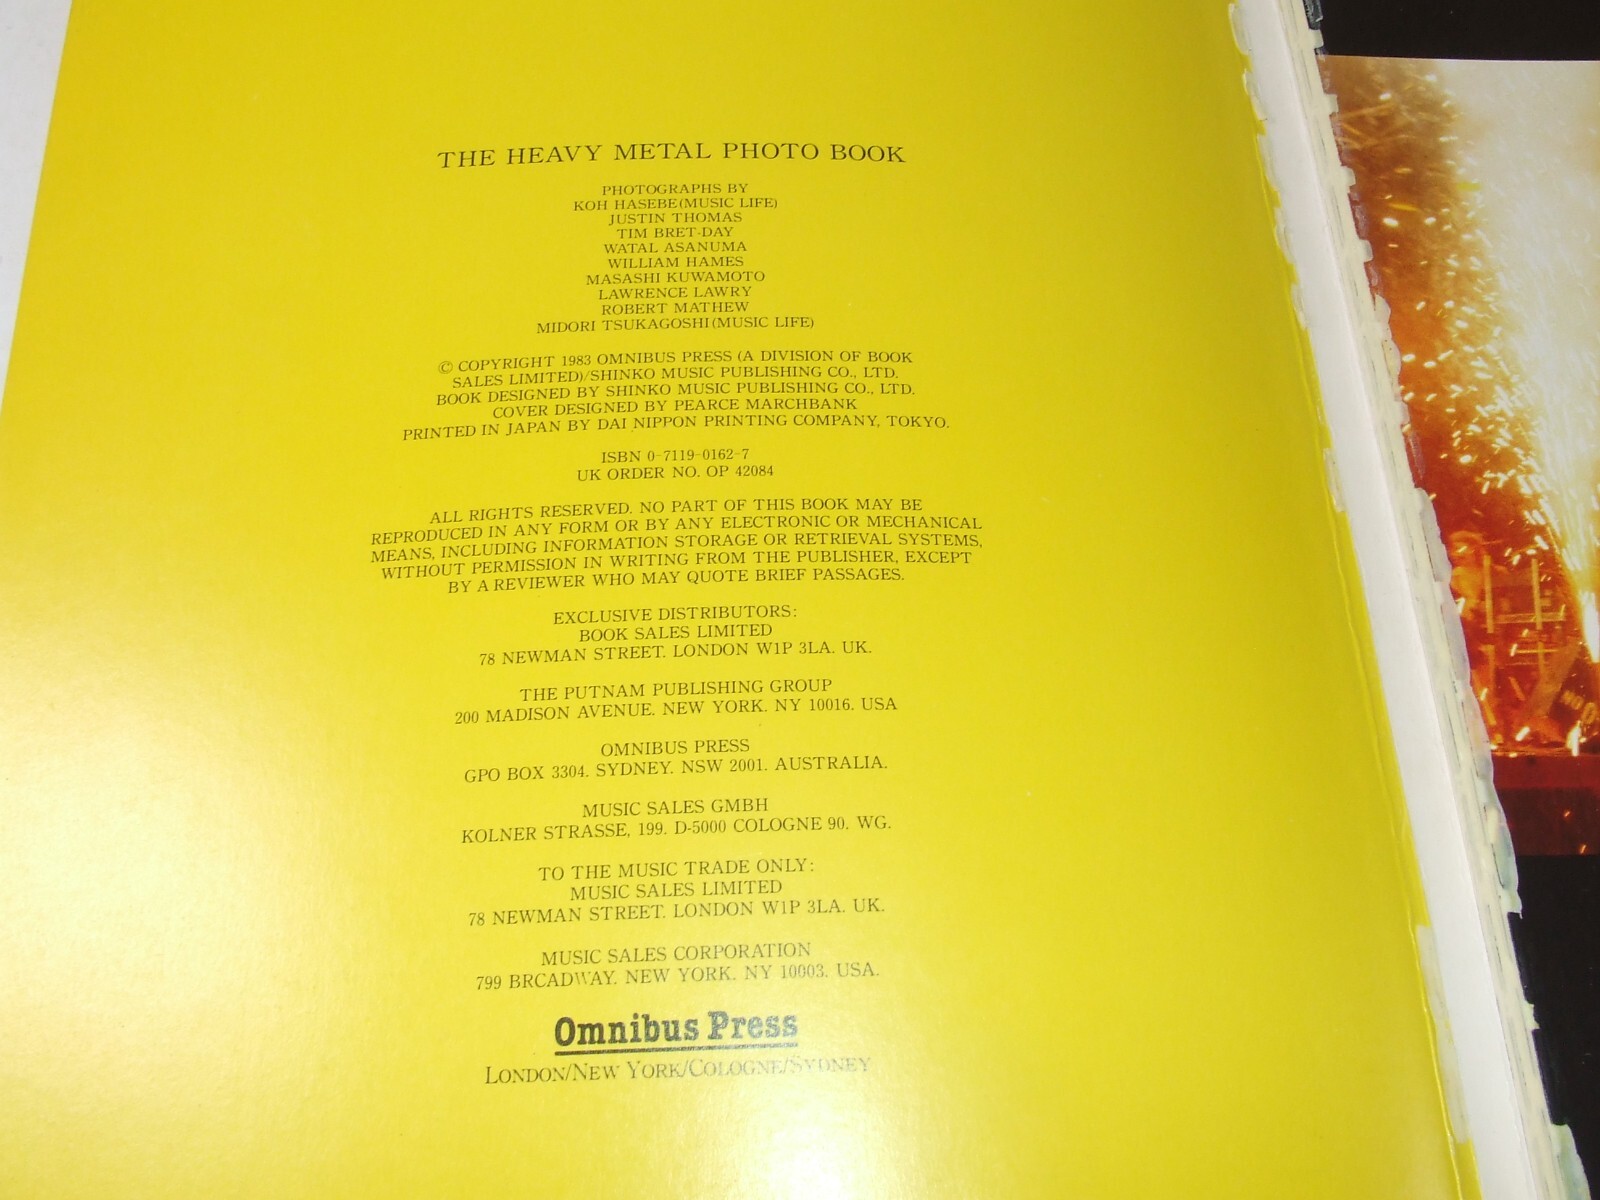 THE HEAVY METAL PHOTO BOOK
PHOTOGRAPHS BY
KOH HASEBE(MUSIC LIFE)
JUSTIN THOMAS
TIM BRET-DAY
WATAL ASANUMA
WILLIAM HAMES
MASASHI KUWAMOTO
LAWRENCE LAWRY
ROBERT MATHEW
MIDORI TSUKAGOSHI(MUSIC LIFE)
© COPYRIGHT 1983 OMNIBUS PRESS (A DIVISION OF BOOK
SALES LIMITED)/SHINKO MUSIC PUBLISHING CO., LTD.
BOOK DESIGNED BY SHINKO MUSIC PUBLISHING CO., LTD.
COVER DESIGNED BY PEARCE MARCHBANK
PRINTED IN JAPAN BY DAI NIPPON PRINTING COMPANY, TOKYO.
ISBN 0-7119-0162-7
UK ORDER NO. OP 42084
ALL RIGHTS RESERVED. NO PART OF THIS BOOK MAY BE
REPRODUCED IN ANY FORM OR BY ANY ELECTRONIC OR MECHANICAL
MEANS, INCLUDING INFORMATION STORAGE OR RETRIEVAL SYSTEMS,
WITHOUT PERMISSION IN WRITING FROM THE PUBLISHER, EXCEPT
BY A REVIEWER WHO MAY QUOTE BRIEF PASSAGES.
EXCLUSIVE DISTRIBUTORS:
BOOK SALES LIMITED
78 NEWMAN STREET. LONDON W1P 3LA. UK.
THE PUTNAM PUBLISHING GROUP
200 MADISON AVENUE. NEW YORK. NY 10016. USA
OMNIBUS PRESS
GPO BOX 3304. SYDNEY. NSW 2001. AUSTRALIA.
MUSIC SALES GMBH
KOLNER STRASSE, 199. D-5000 COLOGNE 90. WG.
TO THE MUSIC TRADE ONLY:
MUSIC SALES LIMITED
78 NEWMAN STREET. LONDON W1P 3LA. UK.
MUSIC SALES CORPORATION
799 BROADWAY. NEW YORK. NY 10003. USA.
Omnibus Press
LONDON/NEW YORK/COLOGNE/SYDNEY